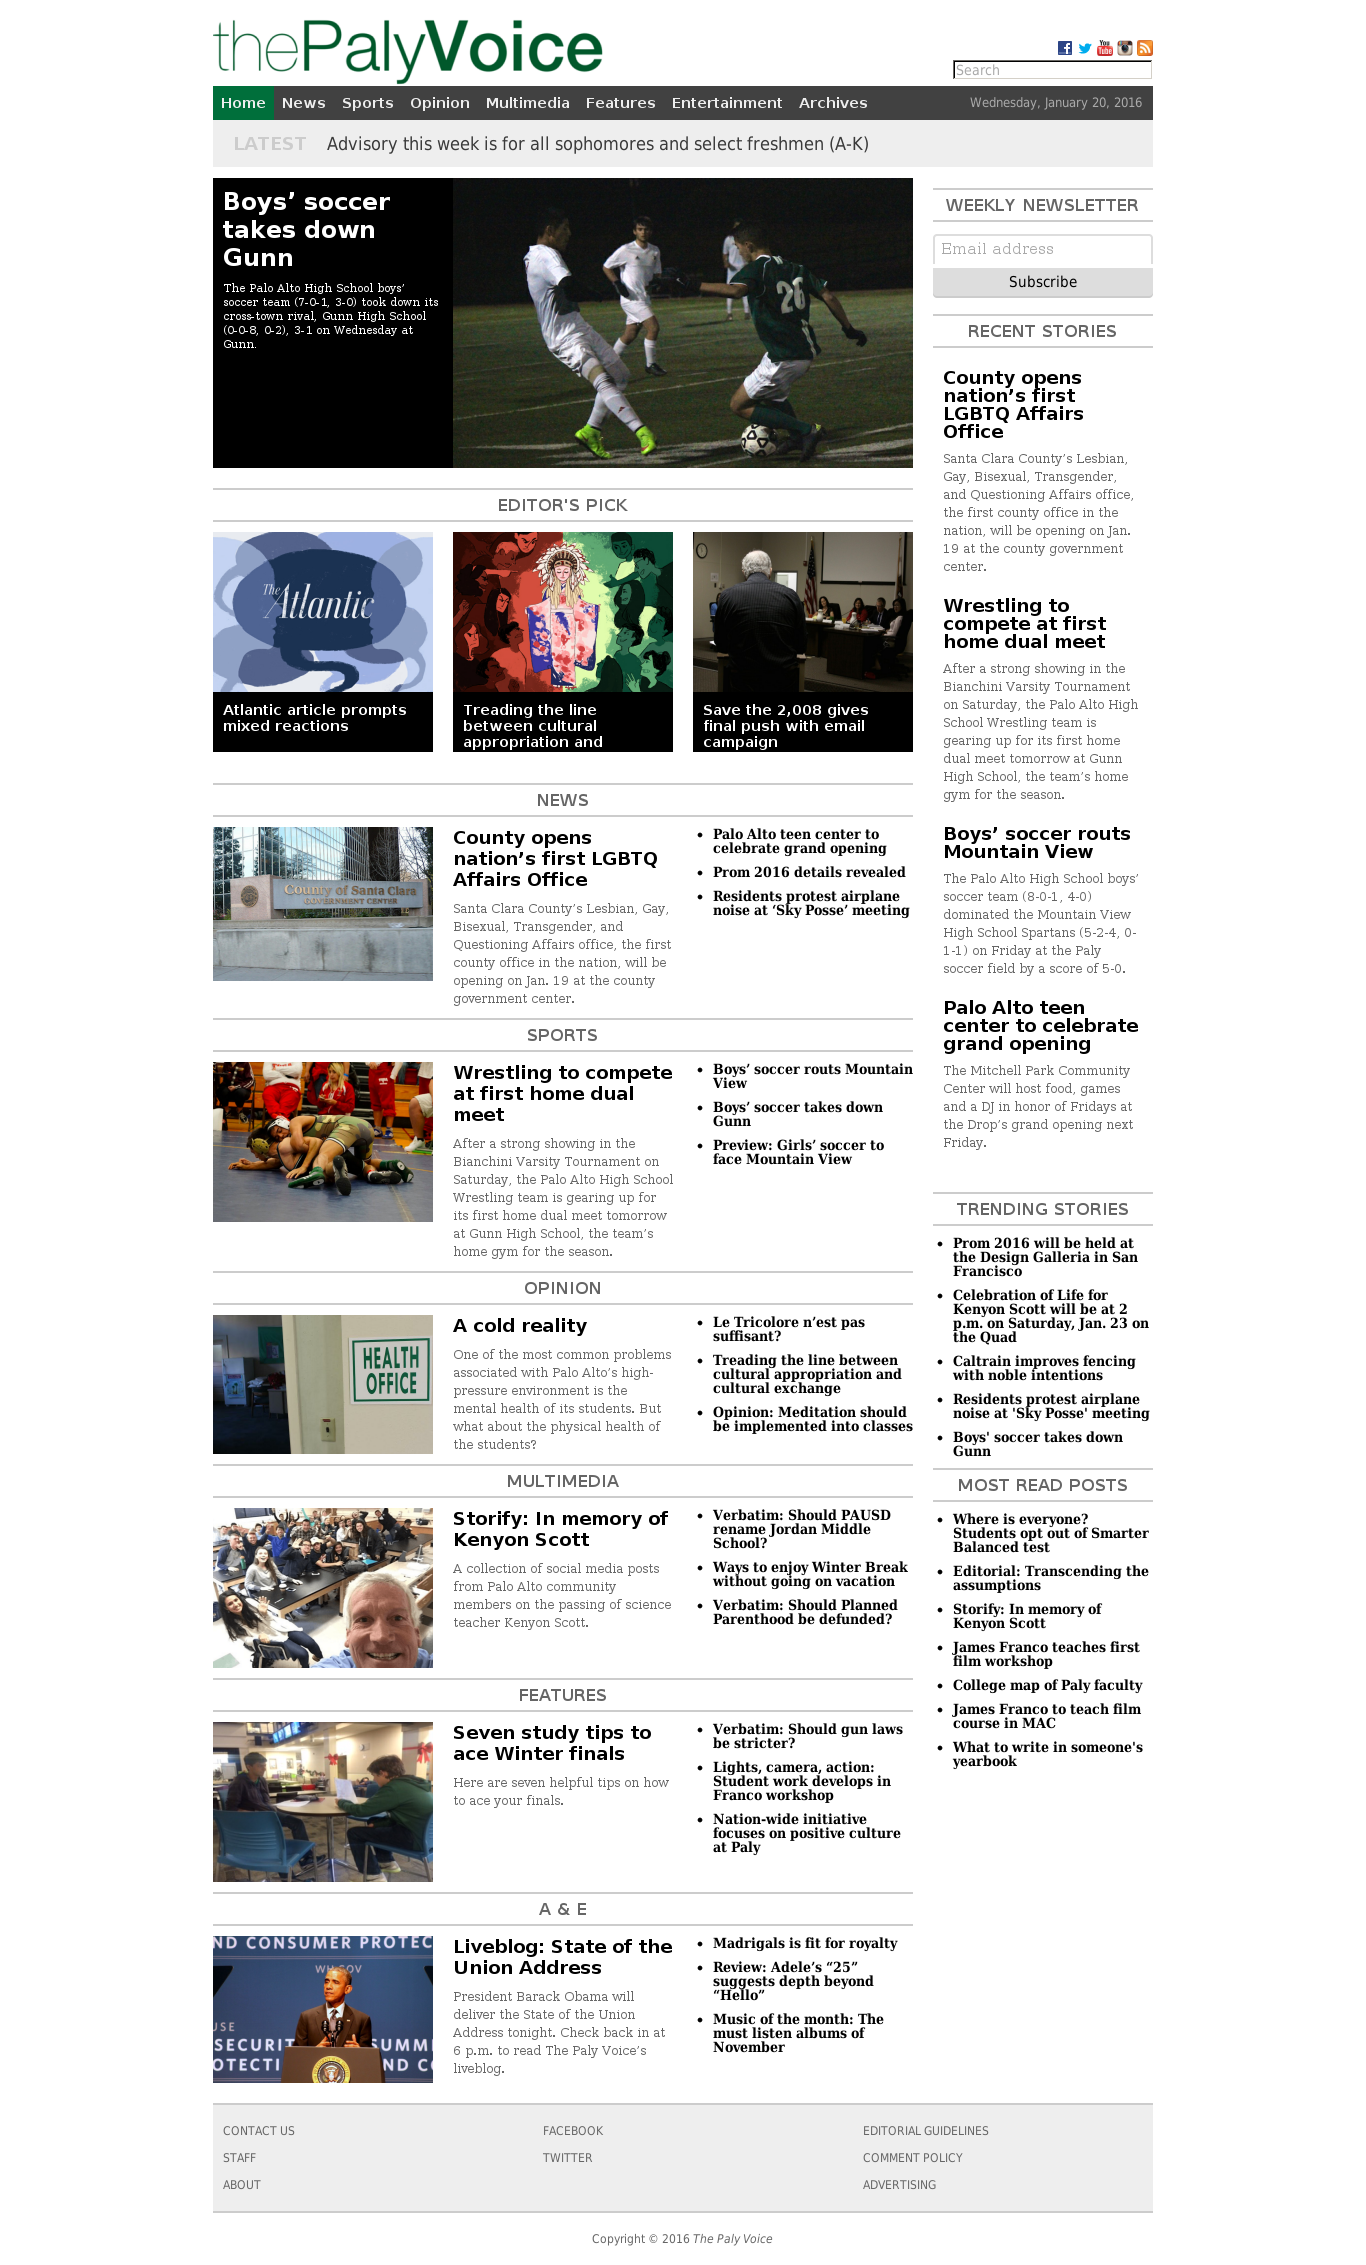 thePalyVoice
Search
Home News Sports Opinion Multimedia Features Entertainment Archives Wednesday, January 20, 2016
LATEST Advisory this week is for all sophomores and select freshmen (A-K)
Boys’ soccer
takes down
Gunn
The Palo Alto High School boys’
soccer team (7-0-1, 3-0) took down its
cross-town rival, Gunn High School
(0-0-8, 0-2), 3-1 on Wednesday at
Gunn.
26
EDITOR'S PICK
The
Atlantic
Atlantic article prompts
mixed reactions
Treading the line
between cultural
appropriation and
Save the 2,008 gives
final push with email
campaign
NEWS
County of Santa Clara
GOVERNMENT CENTER
County opens
nation’s first LGBTQ
Affairs Office
Santa Clara County’s Lesbian, Gay,
Bisexual, Transgender, and
Questioning Affairs office, the first
county office in the nation, will be
opening on Jan. 19 at the county
government center.
• Palo Alto teen center to
celebrate grand opening
• Prom 2016 details revealed
• Residents protest airplane
noise at ‘Sky Posse’ meeting
SPORTS
Wrestling to compete
at first home dual
meet
After a strong showing in the
Bianchini Varsity Tournament on
Saturday, the Palo Alto High School
Wrestling team is gearing up for
its first home dual meet tomorrow
at Gunn High School, the team’s
home gym for the season.
• Boys’ soccer routs Mountain
View
• Boys’ soccer takes down
Gunn
• Preview: Girls’ soccer to
face Mountain View
OPINION
HEALTH
OFFICE
A cold reality
One of the most common problems
associated with Palo Alto’s high-
pressure environment is the
mental health of its students. But
what about the physical health of
the students?
• Le Tricolore n’est pas
suffisant?
• Treading the line between
cultural appropriation and
cultural exchange
• Opinion: Meditation should
be implemented into classes
MULTIMEDIA
Storify: In memory of
Kenyon Scott
A collection of social media posts
from Palo Alto community
members on the passing of science
teacher Kenyon Scott.
• Verbatim: Should PAUSD
rename Jordan Middle
School?
• Ways to enjoy Winter Break
without going on vacation
• Verbatim: Should Planned
Parenthood be defunded?
FEATURES
Seven study tips to
ace Winter finals
Here are seven helpful tips on how
to ace your finals.
• Verbatim: Should gun laws
be stricter?
• Lights, camera, action:
Student work develops in
Franco workshop
• Nation-wide initiative
focuses on positive culture
at Paly
A & E
ND CONSUMER PROTEC
WH.GOV
USE
SECURIT SUMM
OTECTI ND CO
Liveblog: State of the
Union Address
President Barack Obama will
deliver the State of the Union
Address tonight. Check back in at
6 p.m. to read The Paly Voice’s
liveblog.
• Madrigals is fit for royalty
• Review: Adele’s “25”
suggests depth beyond
“Hello”
• Music of the month: The
must listen albums of
November
WEEKLY NEWSLETTER
Email address
Subscribe
RECENT STORIES
County opens
nation’s first
LGBTQ Affairs
Office
Santa Clara County’s Lesbian,
Gay, Bisexual, Transgender,
and Questioning Affairs office,
the first county office in the
nation, will be opening on Jan.
19 at the county government
center.
Wrestling to
compete at first
home dual meet
After a strong showing in the
Bianchini Varsity Tournament
on Saturday, the Palo Alto High
School Wrestling team is
gearing up for its first home
dual meet tomorrow at Gunn
High School, the team’s home
gym for the season.
Boys’ soccer routs
Mountain View
The Palo Alto High School boys’
soccer team (8-0-1, 4-0)
dominated the Mountain View
High School Spartans (5-2-4, 0-
1-1) on Friday at the Paly
soccer field by a score of 5-0.
Palo Alto teen
center to celebrate
grand opening
The Mitchell Park Community
Center will host food, games
and a DJ in honor of Fridays at
the Drop’s grand opening next
Friday.
TRENDING STORIES
• Prom 2016 will be held at
the Design Galleria in San
Francisco
• Celebration of Life for
Kenyon Scott will be at 2
p.m. on Saturday, Jan. 23 on
the Quad
• Caltrain improves fencing
with noble intentions
• Residents protest airplane
noise at 'Sky Posse' meeting
• Boys' soccer takes down
Gunn
MOST READ POSTS
• Where is everyone?
Students opt out of Smarter
Balanced test
• Editorial: Transcending the
assumptions
• Storify: In memory of
Kenyon Scott
• James Franco teaches first
film workshop
• College map of Paly faculty
• James Franco to teach film
course in MAC
• What to write in someone's
yearbook
CONTACT US FACEBOOK EDITORIAL GUIDELINES
STAFF TWITTER COMMENT POLICY
ABOUT ADVERTISING
Copyright © 2016 The Paly Voice